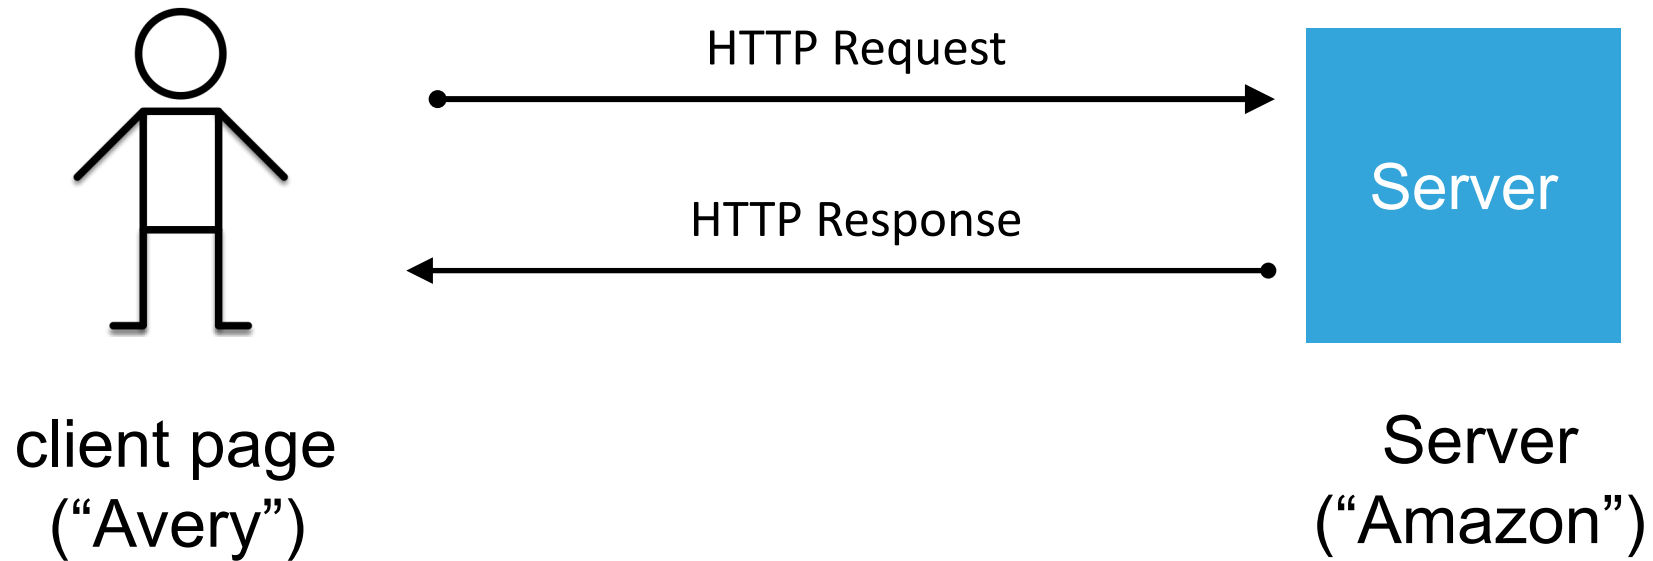 HTTP Request
Server
HTTP Response
client page
(“Avery”)
Server
(“Amazon”)